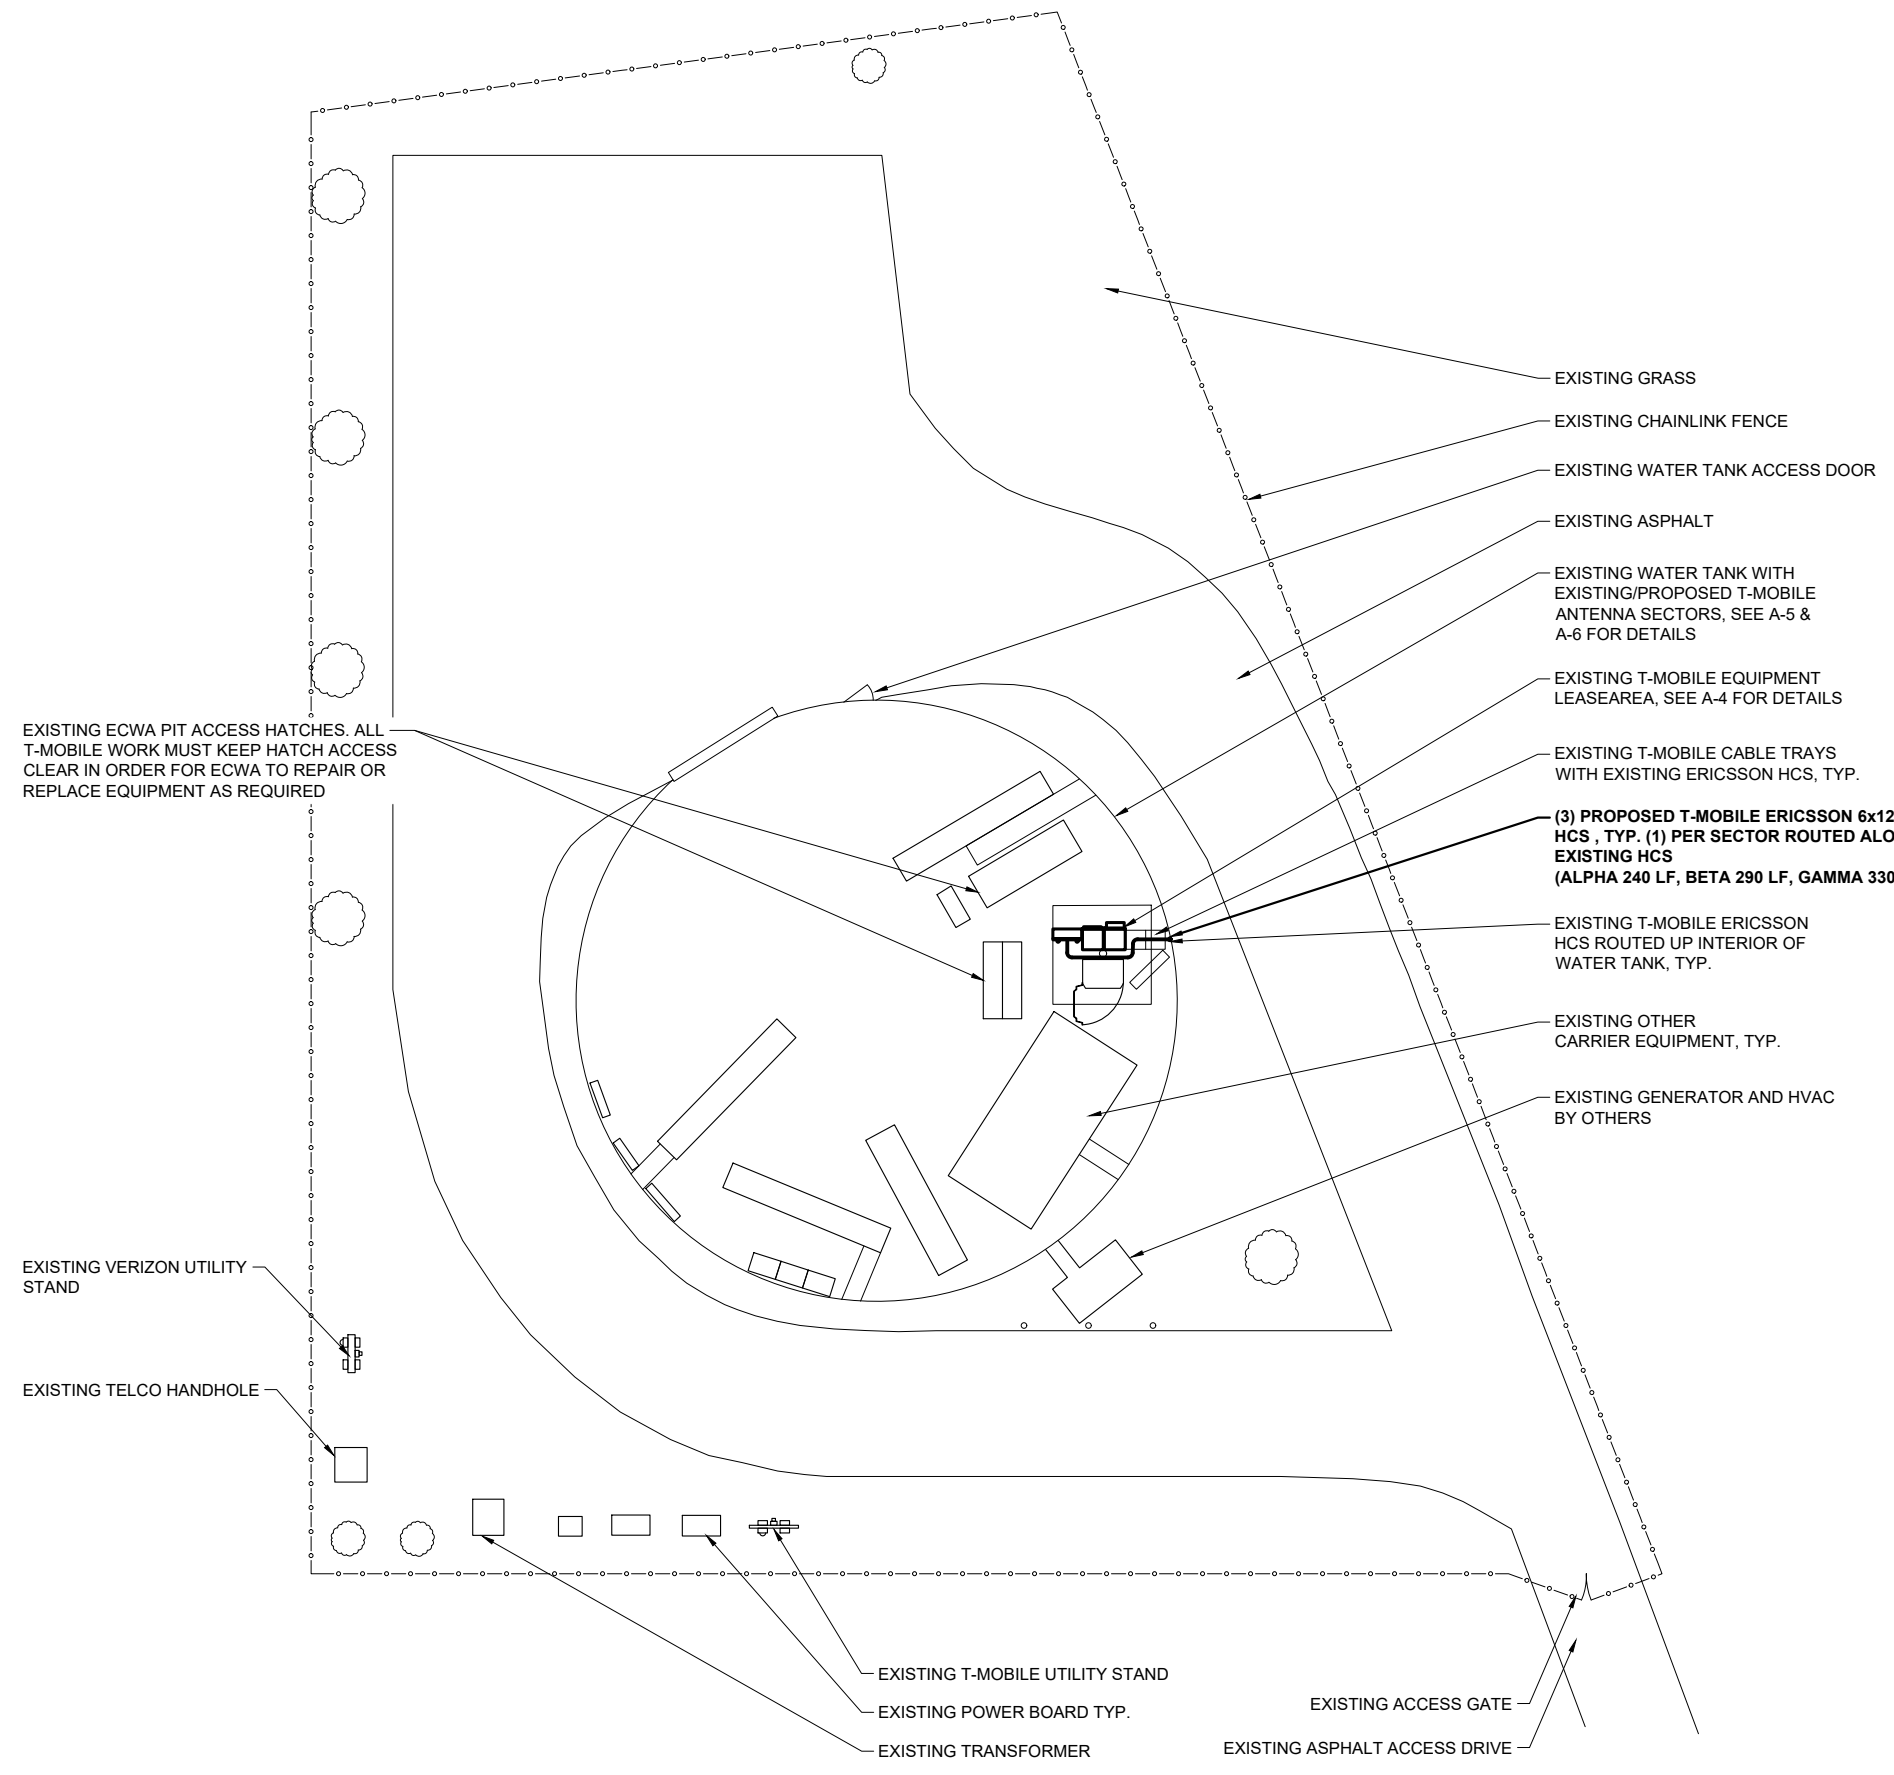 EXISTING GRASS
EXISTING CHAINLINK FENCE
EXISTING WATER TANK ACCESS DOOR
EXISTING ASPHALT
EXISTING WATER TANK WITH
EXISTING/PROPOSED T-MOBILE
ANTENNA SECTORS, SEE A-5 &
A-6 FOR DETAILS
EXISTING T-MOBILE EQUIPMENT
LEASEAREA, SEE A-4 FOR DETAILS
EXISTING ECWA PIT ACCESS HATCHES. ALL
T-MOBILE WORK MUST KEEP HATCH ACCESS
CLEAR IN ORDER FOR ECWA TO REPAIR OR
REPLACE EQUIPMENT AS REQUIRED
EXISTING T-MOBILE CABLE TRAYS
WITH EXISTING ERICSSON HCS, TYP.
(3) PROPOSED T-MOBILE ERICSSON 6x12
HCS , TYP. (1) PER SECTOR ROUTED ALO
EXISTING HCS
(ALPHA 240 LF, BETA 290 LF, GAMMA 330
EXISTING T-MOBILE ERICSSON
HCS ROUTED UP INTERIOR OF
WATER TANK, TYP.
EXISTING OTHER
CARRIER EQUIPMENT, TYP.
EXISTING GENERATOR AND HVAC
BY OTHERS
EXISTING VERIZON UTILITY
STAND
EXISTING TELCO HANDHOLE
EXISTING T-MOBILE UTILITY STAND
EXISTING POWER BOARD TYP.
EXISTING TRANSFORMER
EXISTING ACCESS GATE
EXISTING ASPHALT ACCESS DRIVE